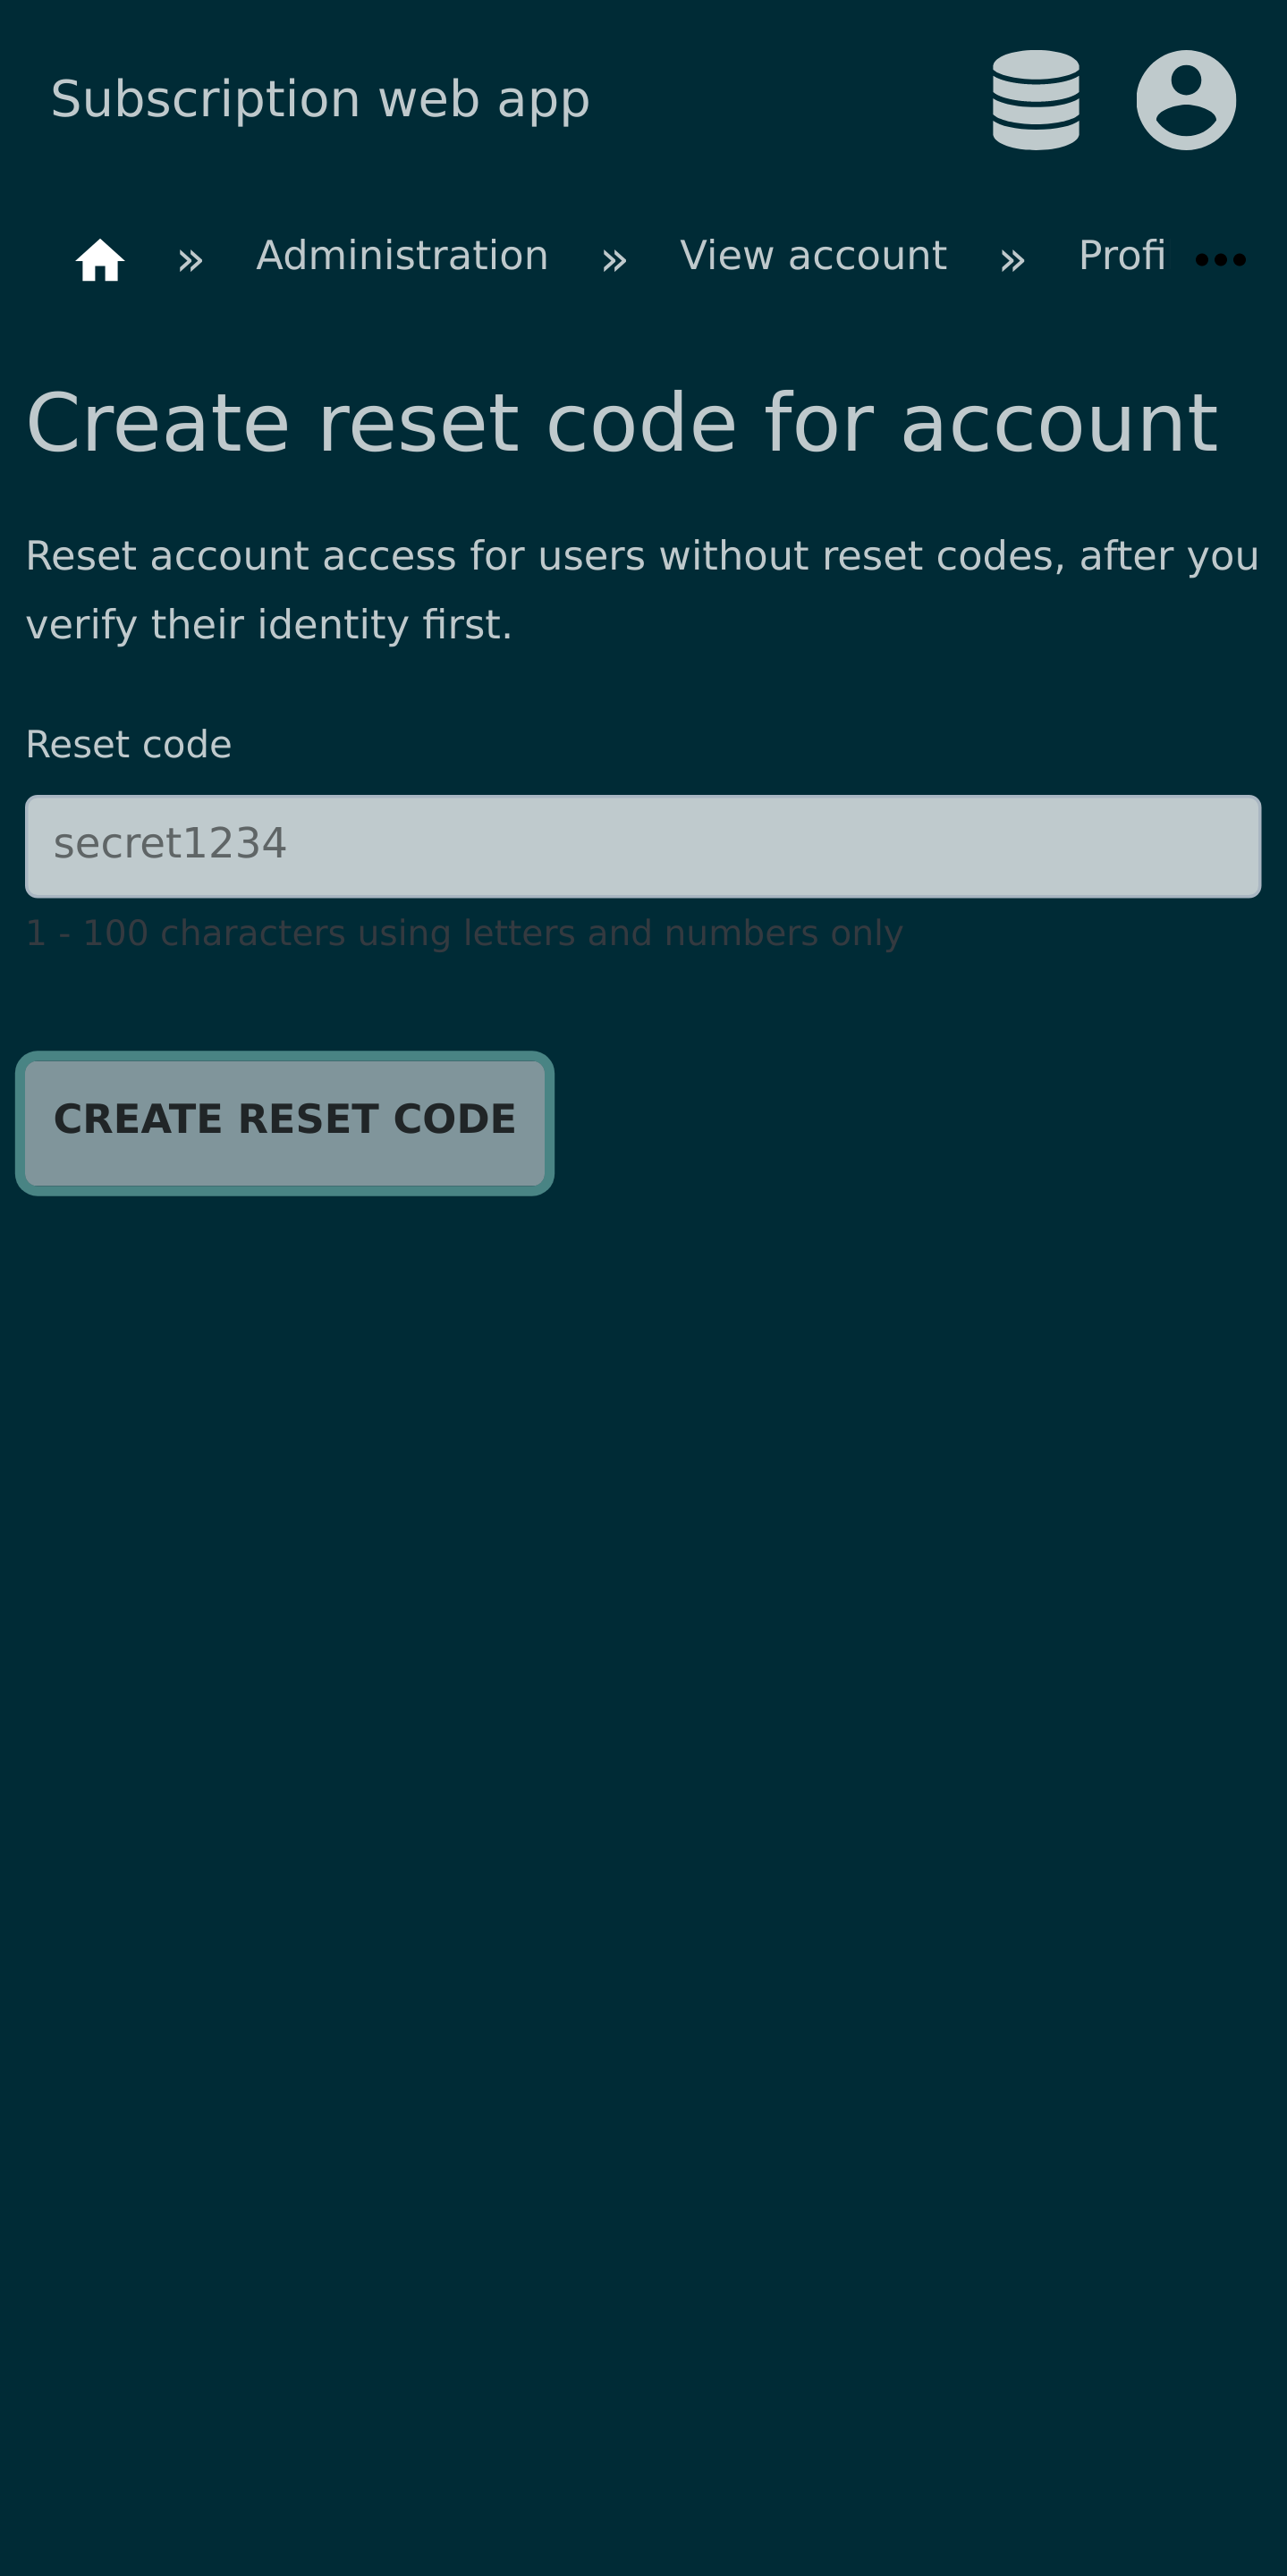 Subscription web app
» Administration » View account » Profi •••
Create reset code for account
Reset account access for users without reset codes, after you
verify their identity first.
Reset code
secret1234
1 - 100 characters using letters and numbers only
CREATE RESET CODE